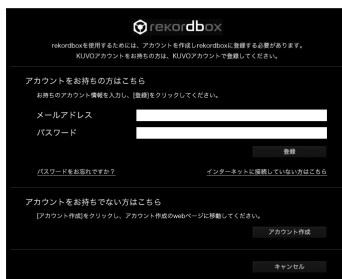 rekordbox
rekordboxを使用するためには、アカウントを作成しrekordboxに登録する必要があります。
KUVOアカウントをお持ちの方は、KUVOアカウントで登録してください。
アカウントをお持ちの方はこちら
お持ちのアカウント情報を入力し、[登録]をクリックしてください。
メールアドレス
パスワード
登録
パスワードをお忘れですか？
インターネットに接続していない方はこちら
アカウントをお持ちでない方はこちら
[アカウント作成]をクリックし、アカウント作成のwebページに移動してください。
アカウント作成
キャンセル